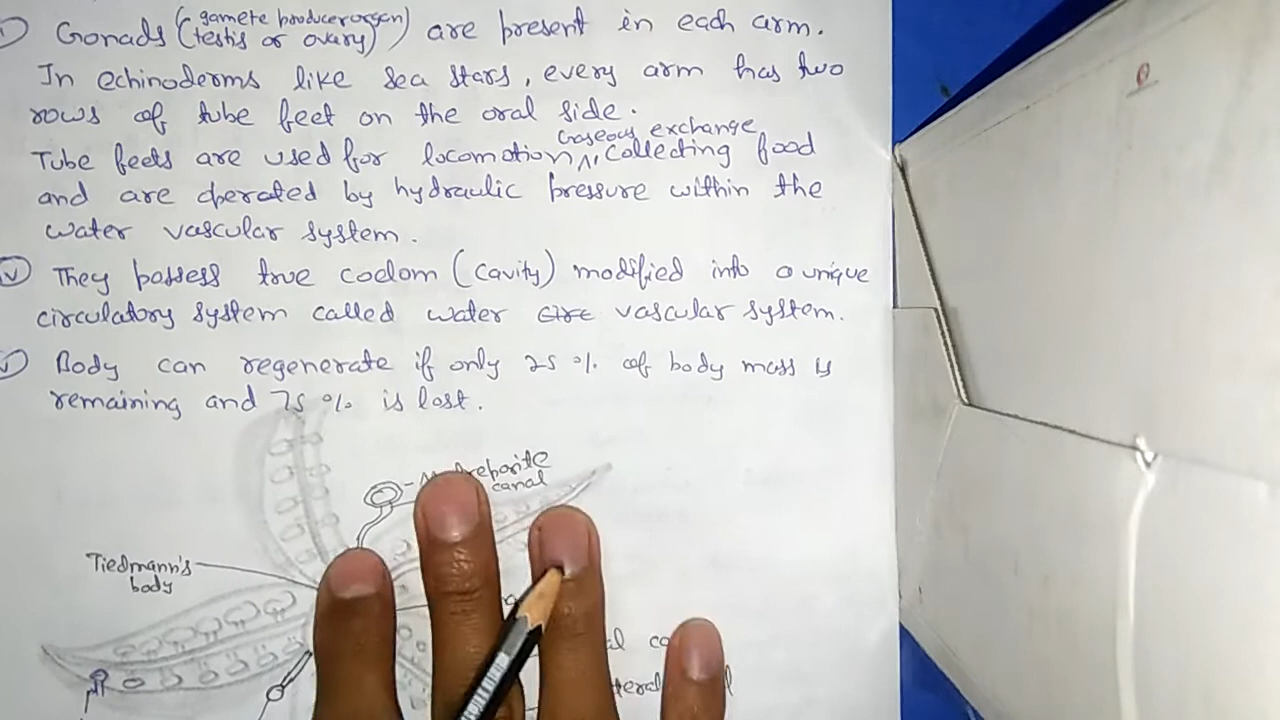 Gonads (gamete producer organ) (testis or ovary) are present in each arm.
In echinoderms like sea stars, every arm has two
rows of tube feet on the oral side.
Gaseous exchange
Tube feets are used for locomotion, collecting food
and are operated by hydraulic pressure within the
water vascular system.
They possess true coelom (cavity) modified into a unique
circulatory system called water vascular system.
Body can regenerate if only 25 % of body mass is
remaining and 75 % is lost.
canal
Tiedmann's
body